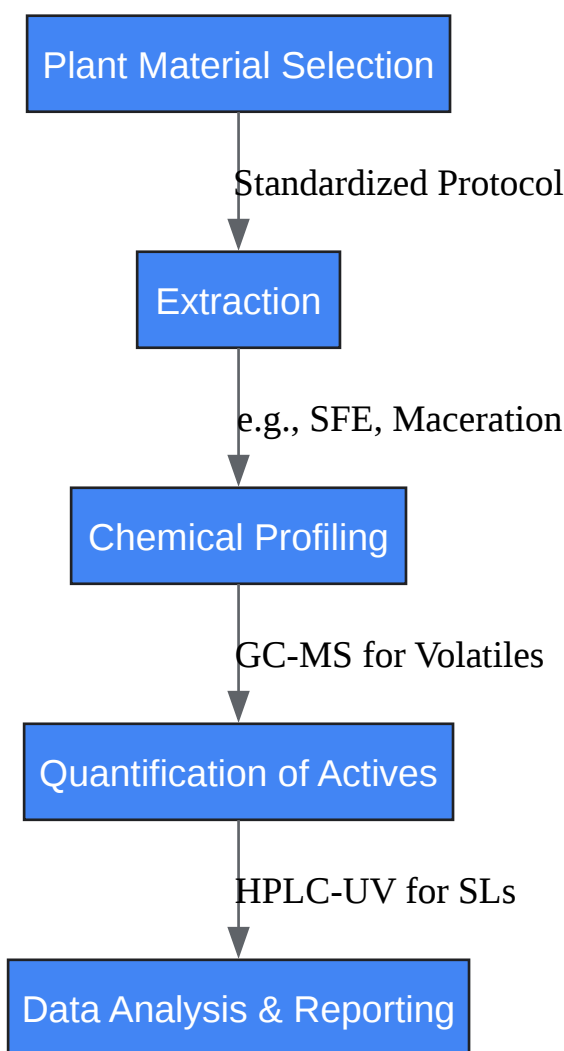 Plant Material Selection
Standardized Protocol
Extraction
e.g., SFE, Maceration
Chemical Profiling
GC-MS for Volatiles
Quantification of Actives
HPLC-UV for SLs
Data Analysis & Reporting